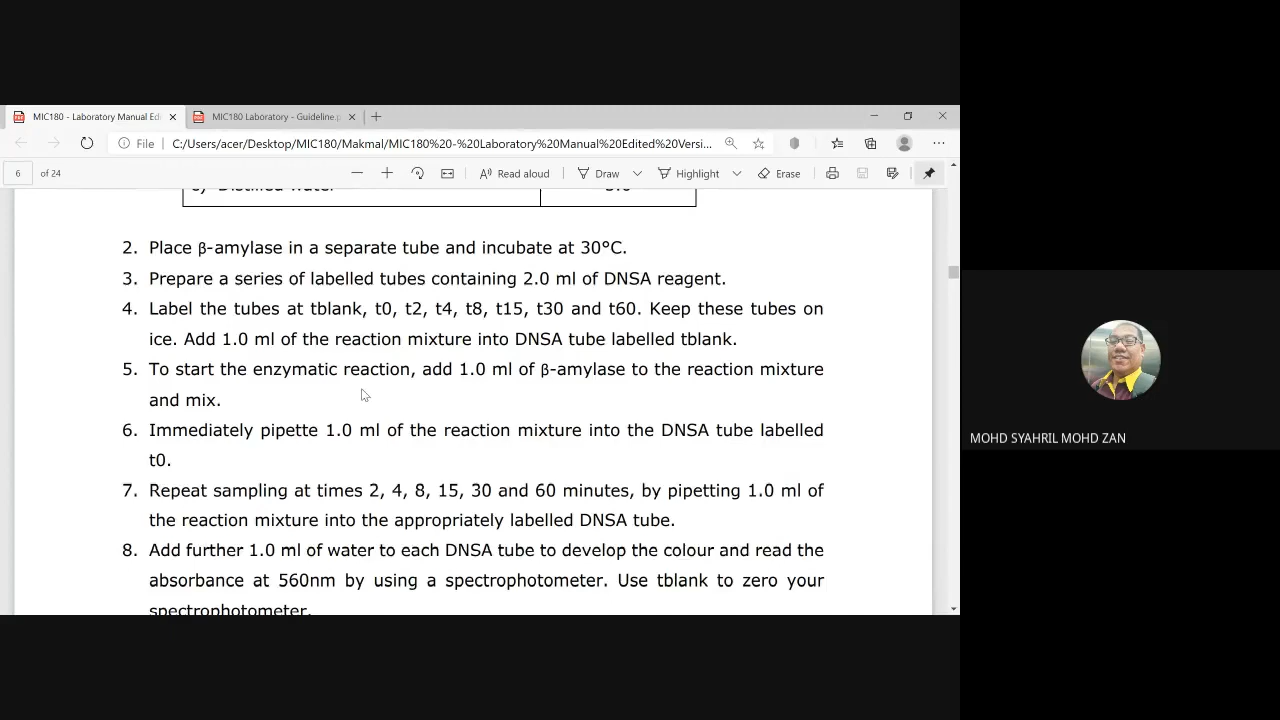 MIC180 - Laboratory Manual Edi
MIC180 Laboratory - Guideline.p
File
C:/Users/acer/Desktop/MIC180/Makmal/MIC180%20-%20Laboratory%20Manual%20Edited%20Versi...
6 of 24
Read aloud
Draw
Highlight
Erase
Distilled water
2. Place β-amylase in a separate tube and incubate at 30°C.
3. Prepare a series of labelled tubes containing 2.0 ml of DNSA reagent.
4. Label the tubes at tblank, t0, t2, t4, t8, t15, t30 and t60. Keep these tubes on
ice. Add 1.0 ml of the reaction mixture into DNSA tube labelled tblank.
5. To start the enzymatic reaction, add 1.0 ml of β-amylase to the reaction mixture
and mix.
6. Immediately pipette 1.0 ml of the reaction mixture into the DNSA tube labelled
t0.
7. Repeat sampling at times 2, 4, 8, 15, 30 and 60 minutes, by pipetting 1.0 ml of
the reaction mixture into the appropriately labelled DNSA tube.
8. Add further 1.0 ml of water to each DNSA tube to develop the colour and read the
absorbance at 560nm by using a spectrophotometer. Use tblank to zero your
spectrophotometer.
MOHD SYAHRIL MOHD ZAN